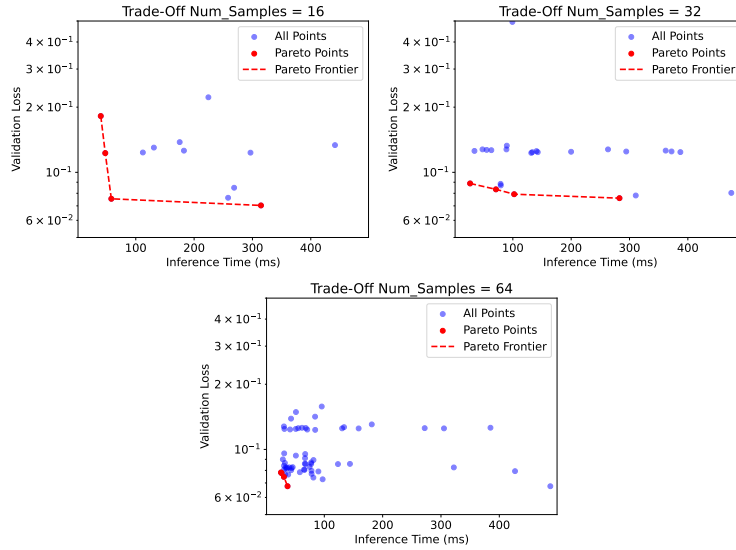 Trade-Off Num_Samples = 16
Validation Loss
4 × 10⁻¹
3 × 10⁻¹
2 × 10⁻¹
10⁻¹
6 × 10⁻²
All Points
Pareto Points
Pareto Frontier
100 200 300 400
Inference Time (ms)
Trade-Off Num_Samples = 32
Validation Loss
4 × 10⁻¹
3 × 10⁻¹
2 × 10⁻¹
10⁻¹
6 × 10⁻²
All Points
Pareto Points
Pareto Frontier
100 200 300 400
Inference Time (ms)
Trade-Off Num_Samples = 64
Validation Loss
4 × 10⁻¹
3 × 10⁻¹
2 × 10⁻¹
10⁻¹
6 × 10⁻²
All Points
Pareto Points
Pareto Frontier
100 200 300 400
Inference Time (ms)